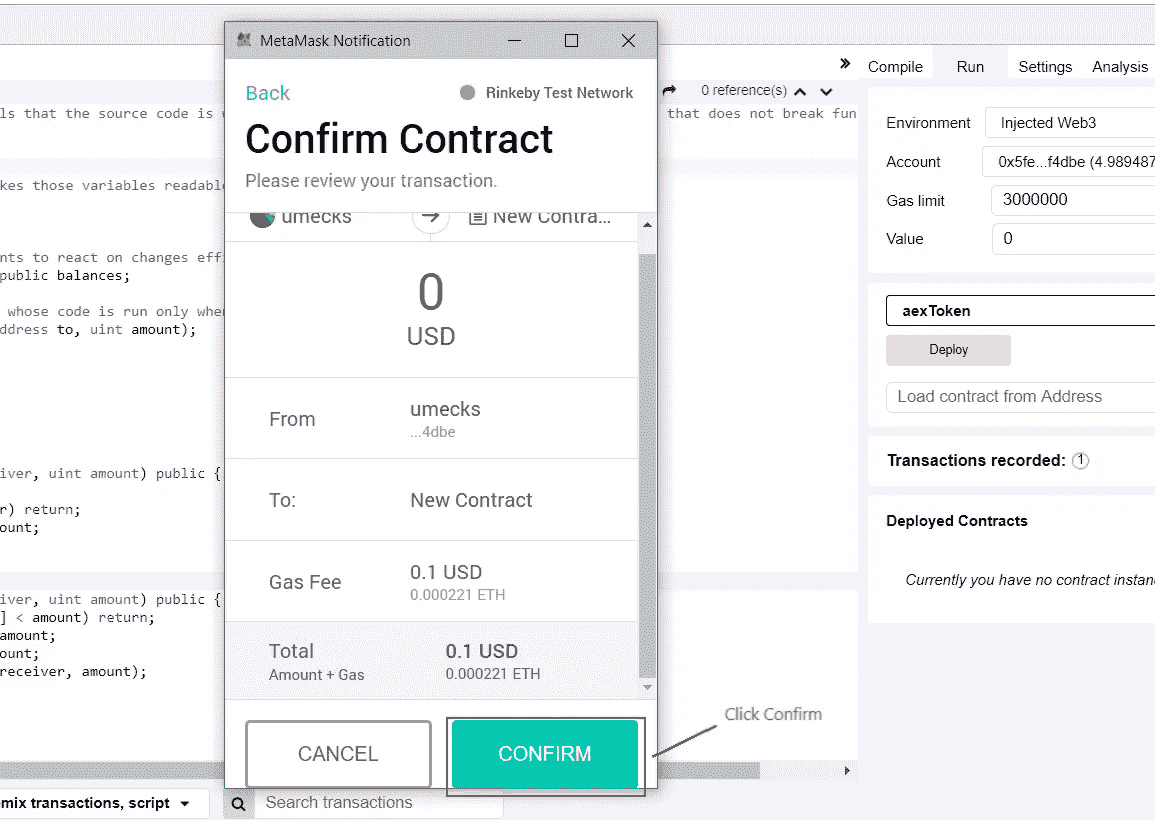 MetaMask Notification
Back
Rinkeby Test Network
Confirm Contract
Please review your transaction.
umecks
New Contra...
0
USD
From
umecks
...4dbe
To:
New Contract
Gas Fee
0.1 USD
0.000221 ETH
Total
0.1 USD
Amount + Gas
0.000221 ETH
CANCEL
CONFIRM
Click Confirm
ls that the source code is
that does not break fun
kes those variables readabl
nts to react on changes eff
public balances;
whose code is run only whe
ddress to, uint amount);
iver, uint amount) public {
r) return;
ount;
iver, uint amount) public {
] < amount) return;
amount;
ount;
receiver, amount);
mix transactions, script
Search transactions
0 reference(s)
» Compile Run Settings Analysis
Environment Injected Web3
Account 0x5fe...f4dbe (4.989487
Gas limit 3000000
Value 0
aexToken
Deploy
Load contract from Address
Transactions recorded: 1
Deployed Contracts
Currently you have no contract instan